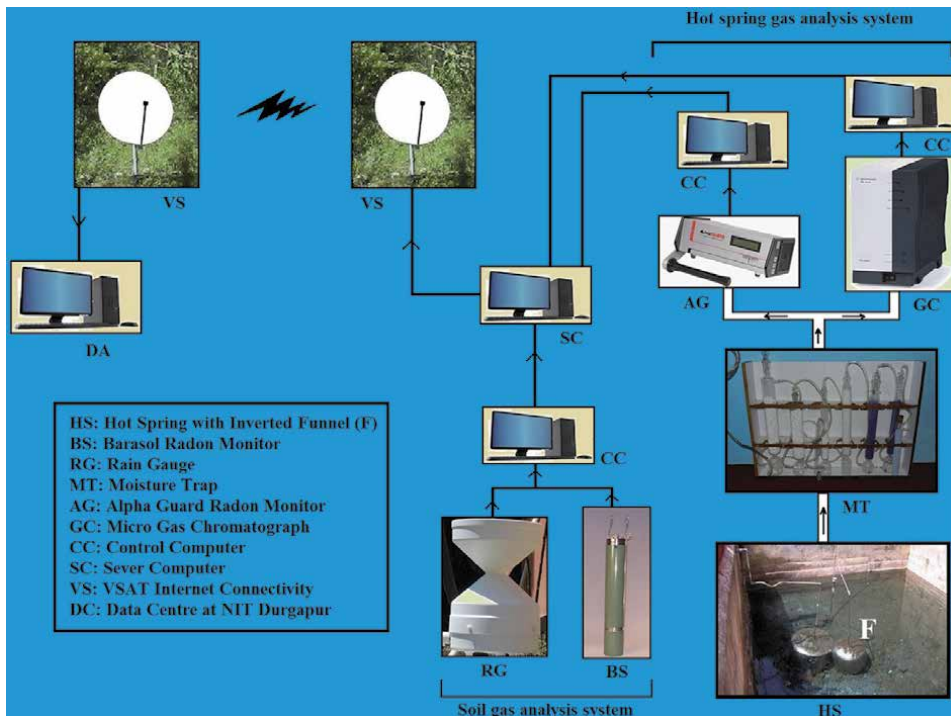 Hot spring gas analysis system
VS
VS
CC
CC
AG
GC
DA
SC
CC
MT
HS: Hot Spring with Inverted Funnel (F)
BS: Barasol Radon Monitor
RG: Rain Gauge
MT: Moisture Trap
AG: Alpha Guard Radon Monitor
GC: Micro Gas Chromatograph
CC: Control Computer
SC: Sever Computer
VS: VSAT Internet Connectivity
DC: Data Centre at NIT Durgapur
F
RG
BS
HS
Soil gas analysis system